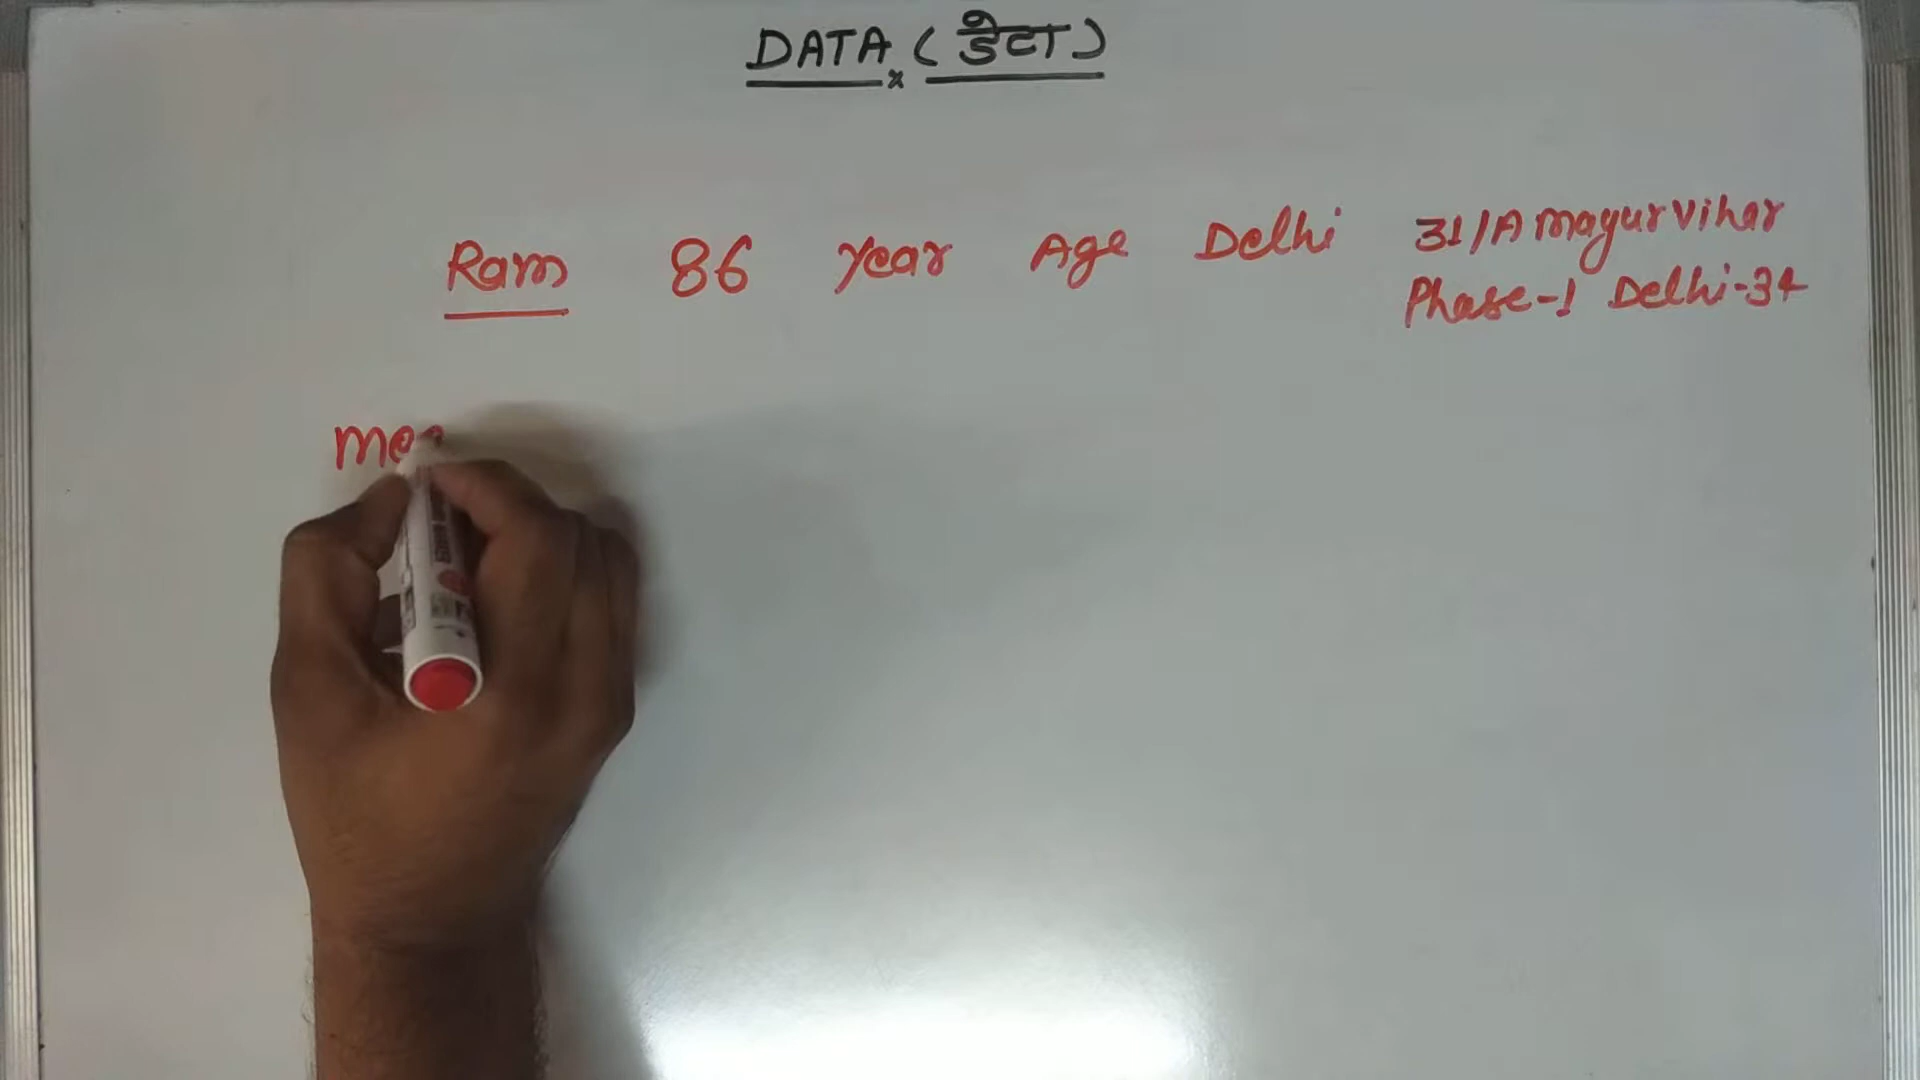 DATA (डेटा)
Ram 86 Year Age Delhi 31/A mayur vihar
Phase-1 Delhi-34